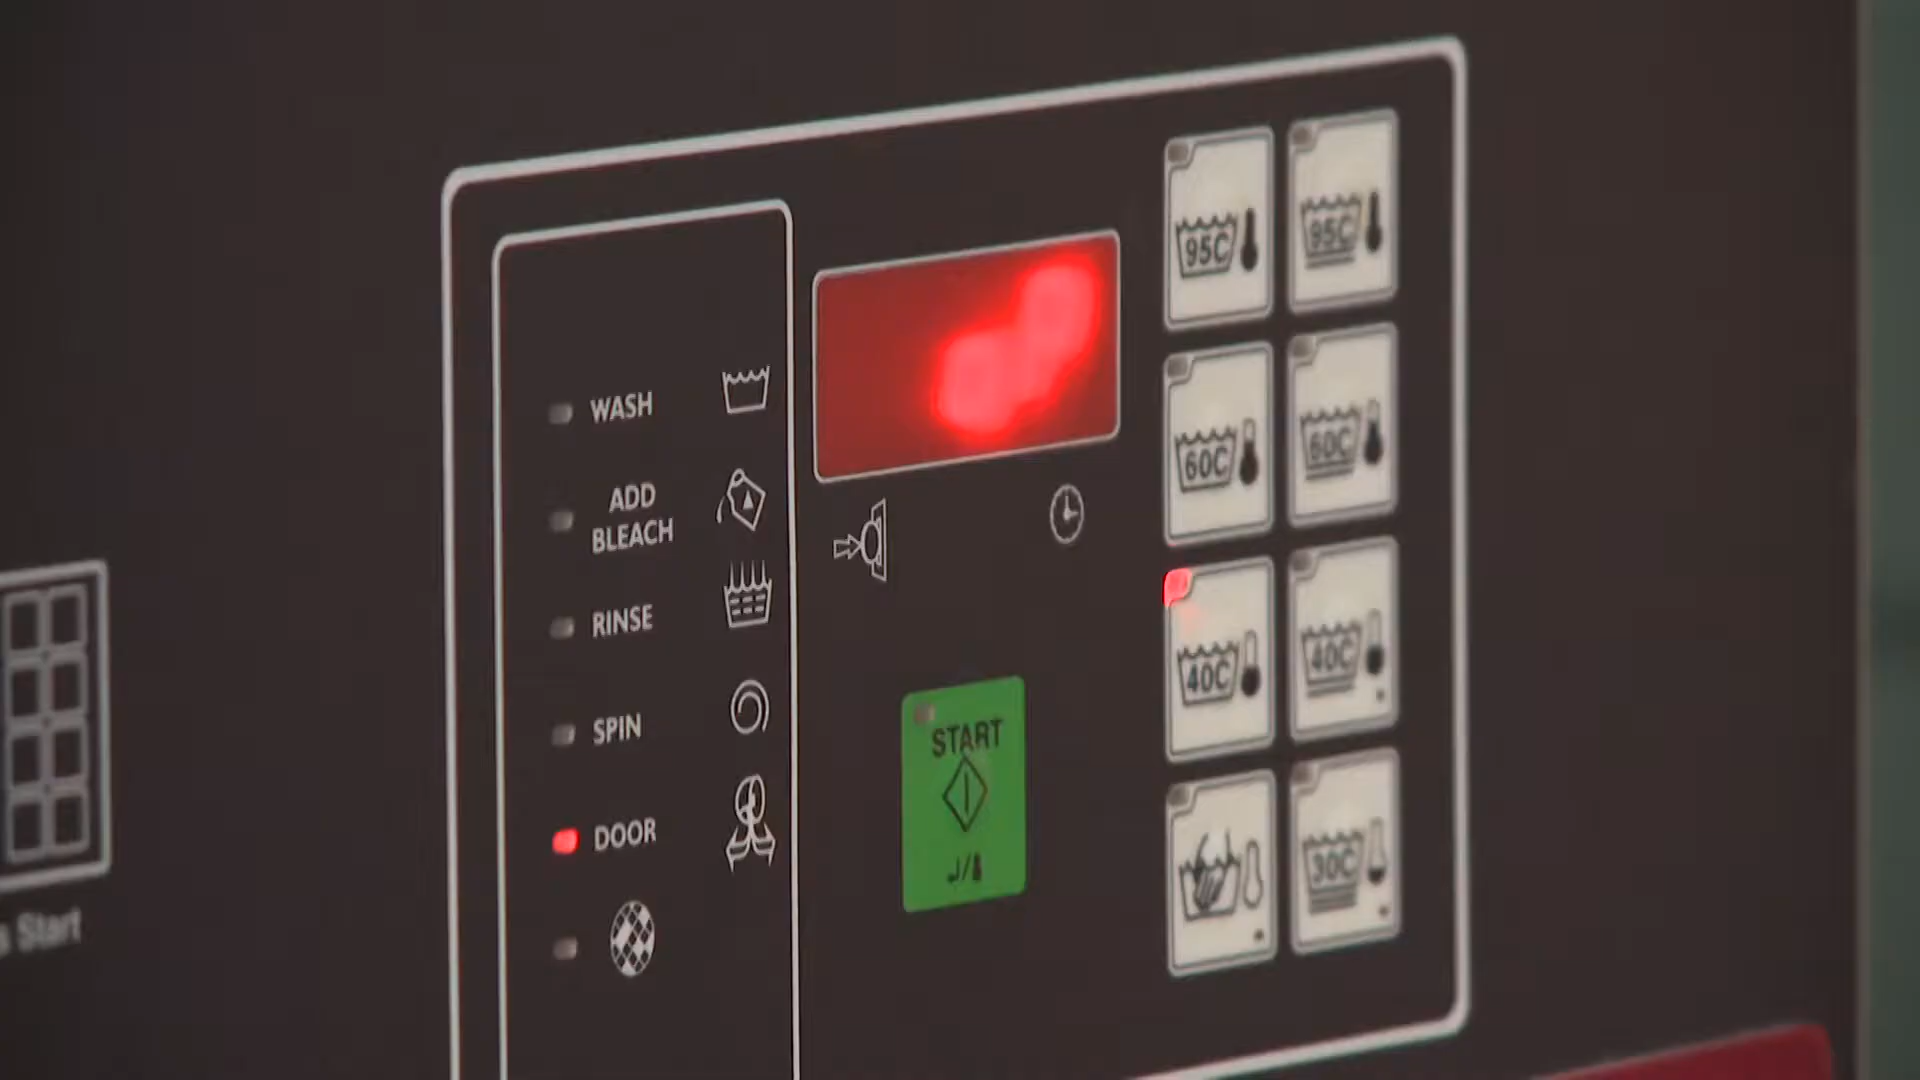 WASH
ADD
BLEACH
RINSE
SPIN
DOOR
START
95C
95C
60C
60C
40C
40C
30C
Start